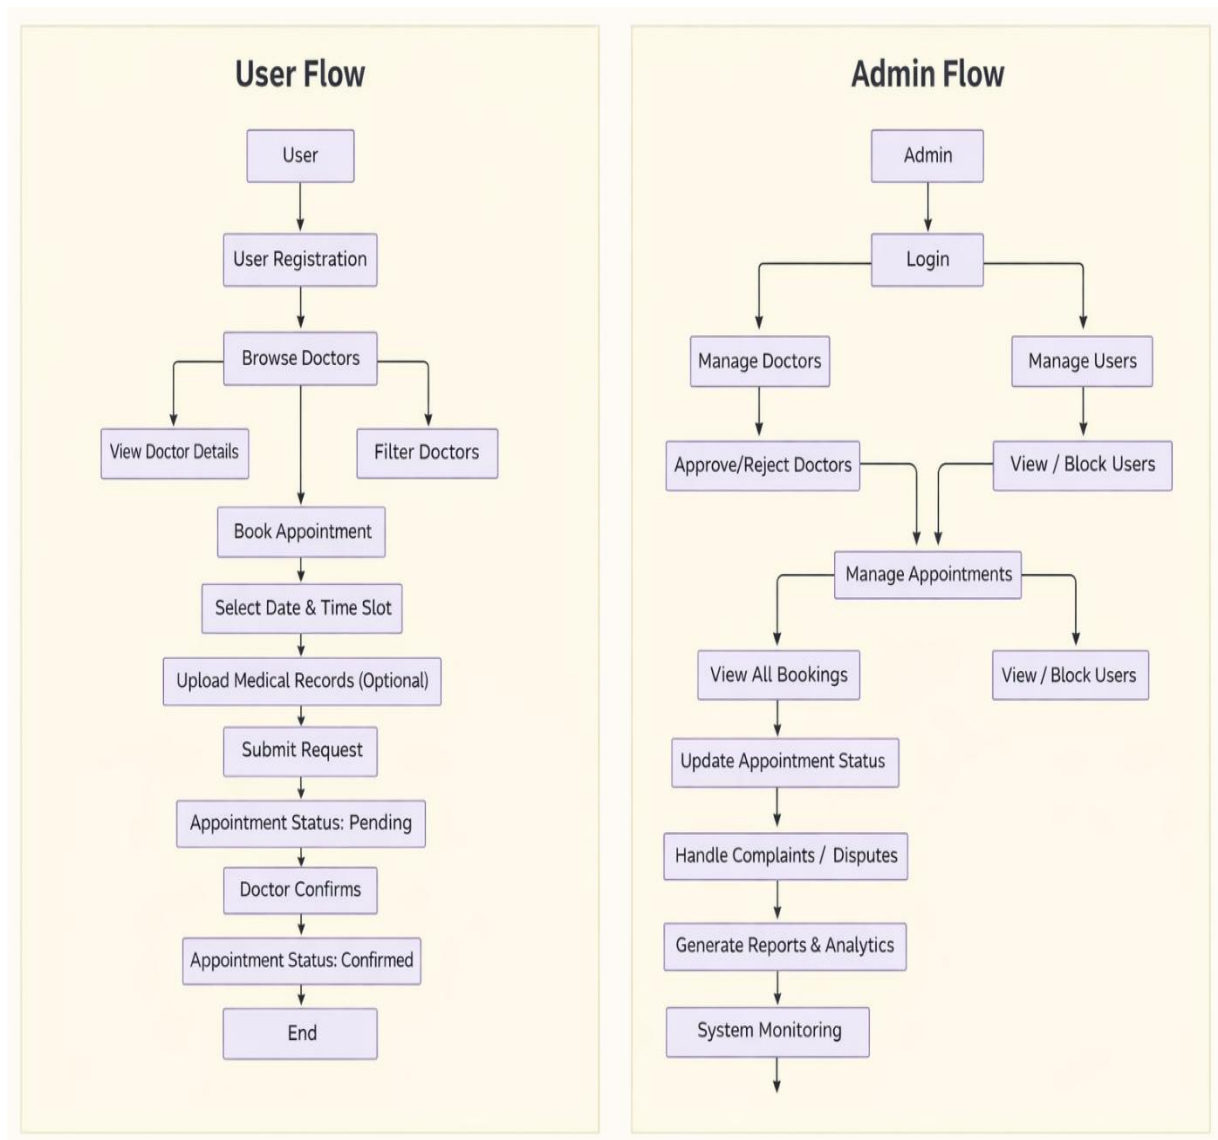 User Flow
User
User Registration
Browse Doctors
View Doctor Details
Filter Doctors
Book Appointment
Select Date & Time Slot
Upload Medical Records (Optional)
Submit Request
Appointment Status: Pending
Doctor Confirms
Appointment Status: Confirmed
End
Admin Flow
Admin
Login
Manage Doctors
Manage Users
Approve/Reject Doctors
View / Block Users
Manage Appointments
View All Bookings
View / Block Users
Update Appointment Status
Handle Complaints / Disputes
Generate Reports & Analytics
System Monitoring